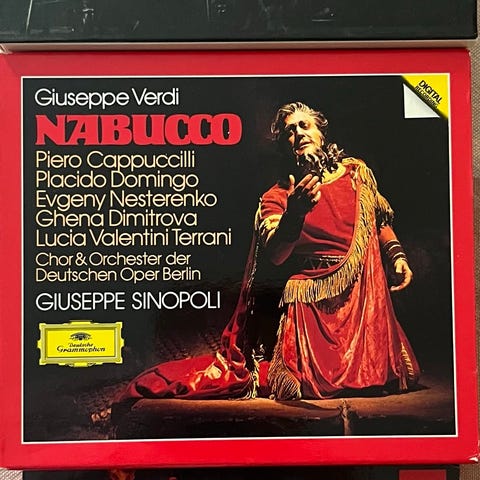 Giuseppe Verdi
NABUCCO
Piero Cappuccilli
Placido Domingo
Evgeny Nesterenko
Ghena Dimitrova
Lucia Valentini Terrani
Chor & Orchester der
Deutschen Oper Berlin
GIUSEPPE SINOPOLI
Deutsche
Grammophon
DIGITAL
RECORDING